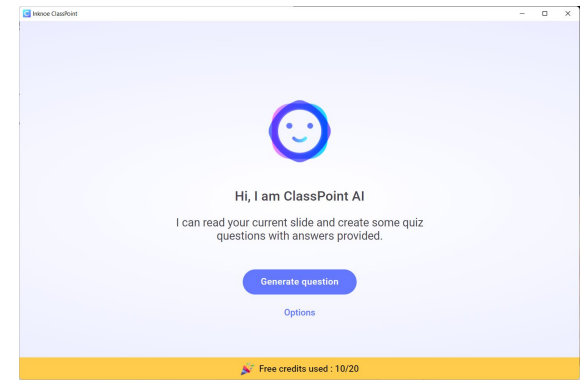 Inknoe ClassPoint
Hi, I am ClassPoint AI
I can read your current slide and create some quiz
questions with answers provided.
Generate question
Options
Free credits used : 10/20